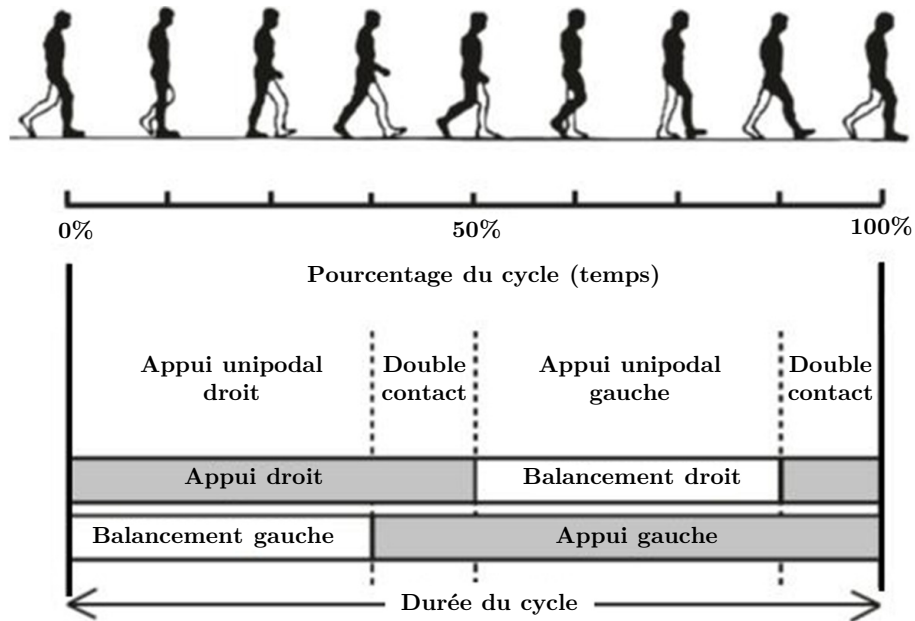 0%
50%
100%
Pourcentage du cycle (temps)
Appui unipodal
droit
Double
contact
Appui unipodal
gauche
Double
contact
Appui droit
Balancement droit
Balancement gauche
Appui gauche
Durée du cycle